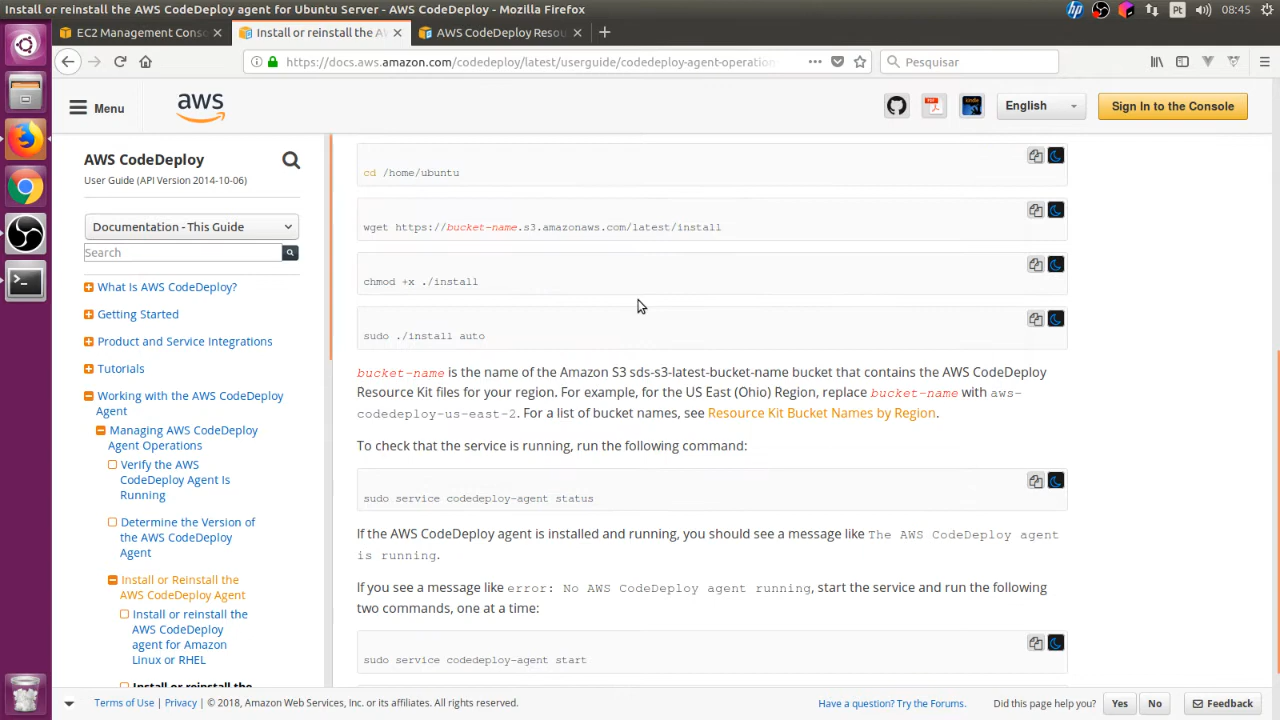 Install or reinstall the AWS CodeDeploy agent for Ubuntu Server - AWS CodeDeploy - Mozilla Firefox
Pt 08:45
EC2 Management Conso
Install or reinstall the A
AWS CodeDeploy Resou
https://docs.aws.amazon.com/codedeploy/latest/userguide/codedeploy-agent-operation
Pesquisar
Menu
aws
English
Sign In to the Console
AWS CodeDeploy
User Guide (API Version 2014-10-06)
Documentation - This Guide
Search
What Is AWS CodeDeploy?
Getting Started
Product and Service Integrations
Tutorials
Working with the AWS CodeDeploy
Agent
Managing AWS CodeDeploy
Agent Operations
Verify the AWS
CodeDeploy Agent Is
Running
Determine the Version of
the AWS CodeDeploy
Agent
Install or Reinstall the
AWS CodeDeploy Agent
Install or reinstall the
AWS CodeDeploy
agent for Amazon
Linux or RHEL
Install or reinstall the
cd /home/ubuntu
wget https://bucket-name.s3.amazonaws.com/latest/install
chmod +x ./install
sudo ./install auto
bucket-name is the name of the Amazon S3 sds-s3-latest-bucket-name bucket that contains the AWS CodeDeploy
Resource Kit files for your region. For example, for the US East (Ohio) Region, replace bucket-name with aws-
codedeploy-us-east-2. For a list of bucket names, see Resource Kit Bucket Names by Region.
To check that the service is running, run the following command:
sudo service codedeploy-agent status
If the AWS CodeDeploy agent is installed and running, you should see a message like The AWS CodeDeploy agent
is running.
If you see a message like error: No AWS CodeDeploy agent running, start the service and run the following
two commands, one at a time:
sudo service codedeploy-agent start
Terms of Use | Privacy | © 2018, Amazon Web Services, Inc. or its affiliates. All rights reserved.
Have a question? Try the Forums.
Did this page help you?
Yes
No
Feedback